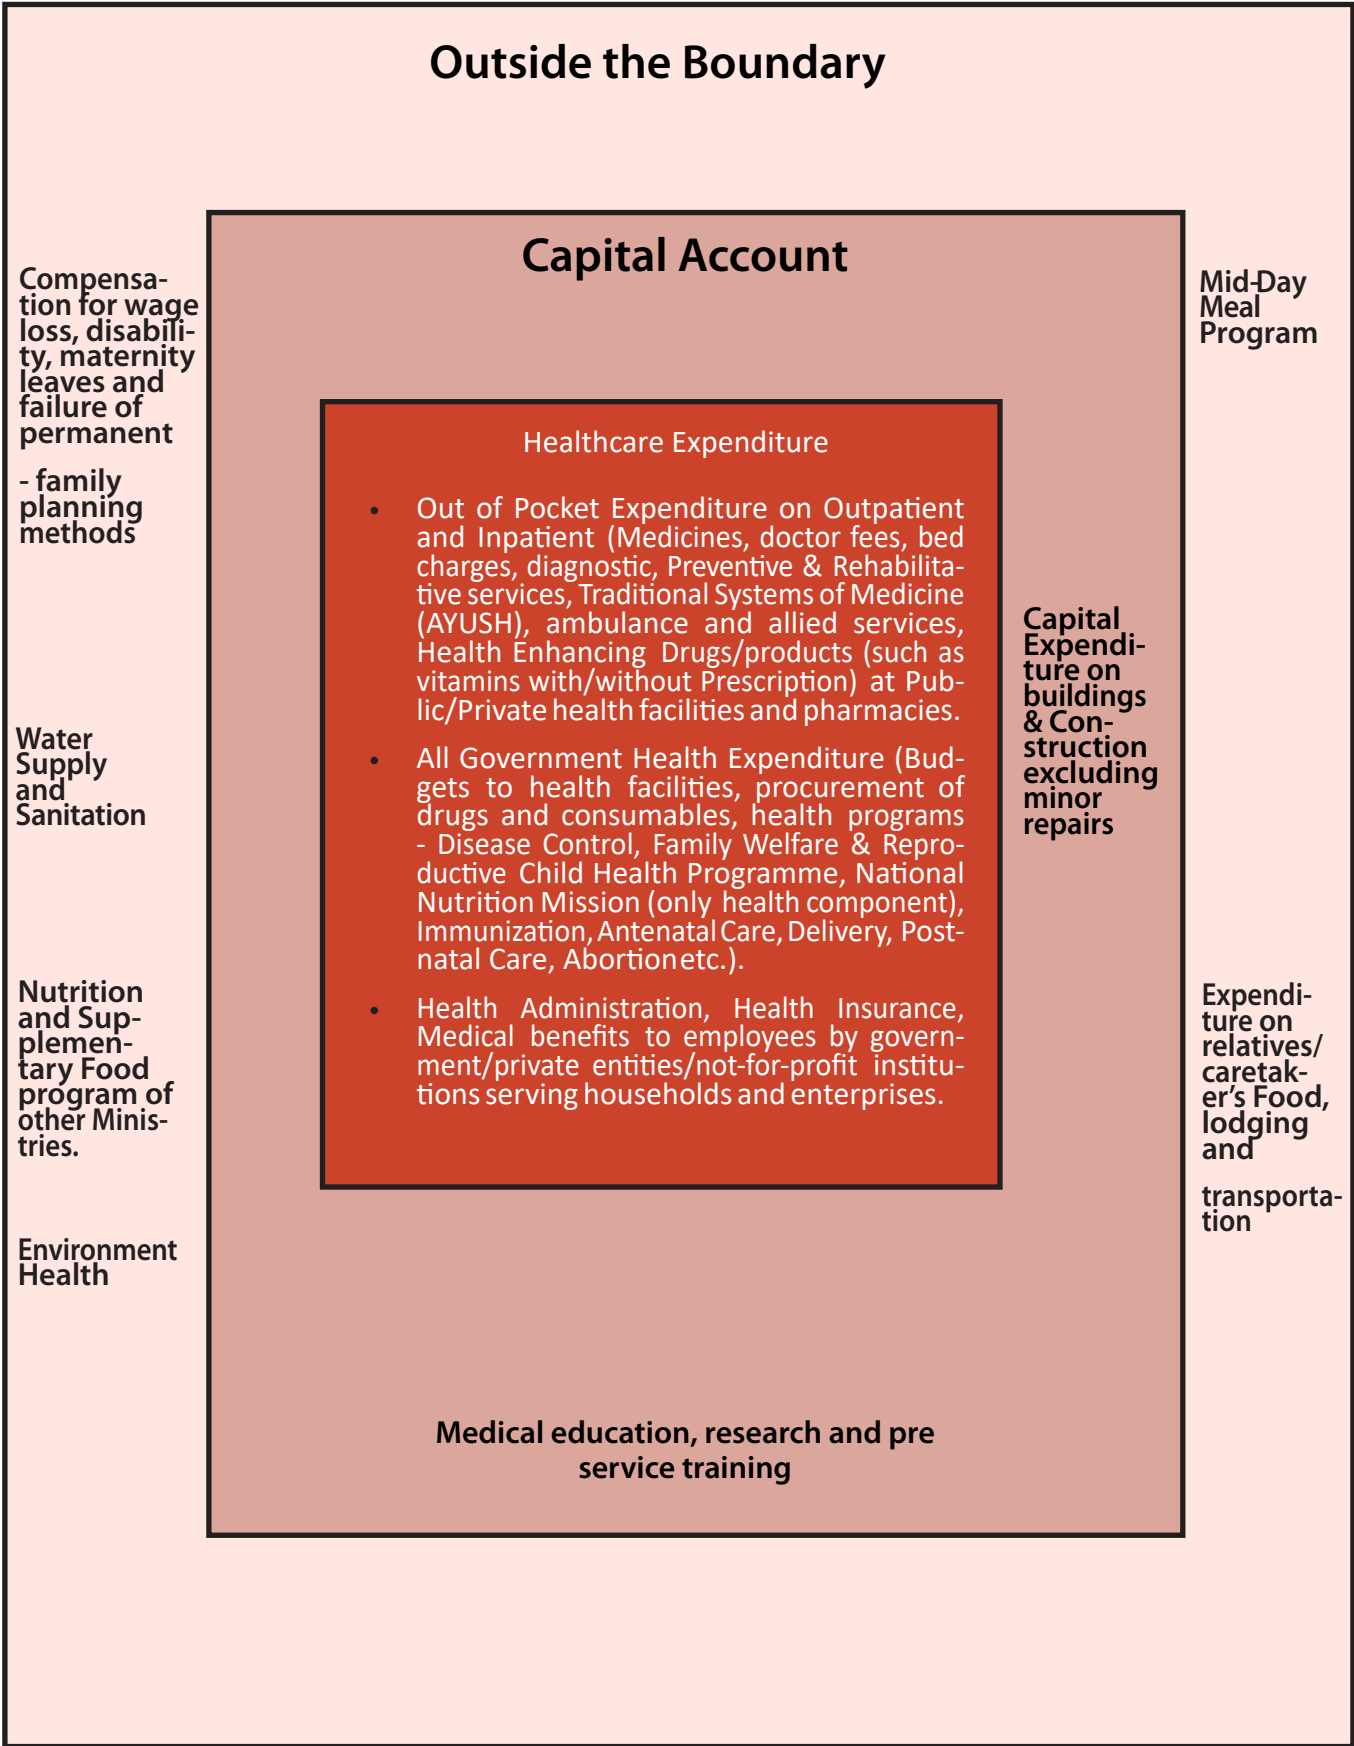 Outside the Boundary
Capital Account
Compensa-
tion for wage
loss, disabili-
ty, maternity
leaves and
failure of
permanent
- family
planning
methods
Water
Supply
and
Sanitation
Nutrition
and Sup-
plemen-
tary Food
program of
other Minis-
tries.
Environment
Health
Healthcare Expenditure
• Out of Pocket Expenditure on Outpatient
and Inpatient (Medicines, doctor fees, bed
charges, diagnostic, Preventive & Rehabilita-
tive services, Traditional Systems of Medicine
(AYUSH), ambulance and allied services,
Health Enhancing Drugs/products (such as
vitamins with/without Prescription) at Pub-
lic/Private health facilities and pharmacies.
• All Government Health Expenditure (Bud-
gets to health facilities, procurement of
drugs and consumables, health programs
- Disease Control, Family Welfare & Repro-
ductive Child Health Programme, National
Nutrition Mission (only health component),
Immunization, Antenatal Care, Delivery, Post-
natal Care, Abortion etc.).
• Health Administration, Health Insurance,
Medical benefits to employees by govern-
ment/private entities/not-for-profit institu-
tions serving households and enterprises.
Capital
Expendi-
ture on
buildings
& Con-
struction
excluding
minor
repairs
Medical education, research and pre
service training
Mid-Day
Meal
Program
Expendi-
ture on
relatives/
caretak-
er's Food,
lodging
and
transporta-
tion